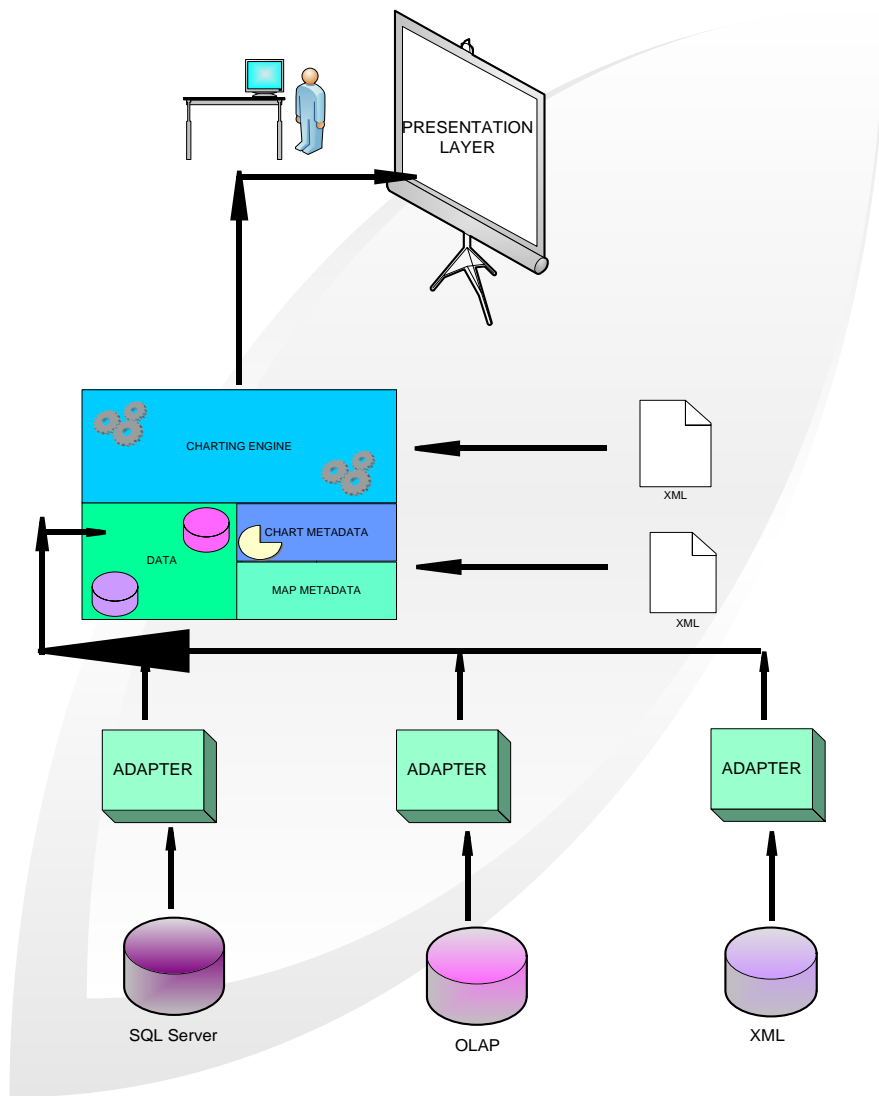 PRESENTATION
LAYER
CHARTING ENGINE
XML
CHART METADATA
DATA
MAP METADATA
XML
ADAPTER
ADAPTER
ADAPTER
SQL Server
OLAP
XML